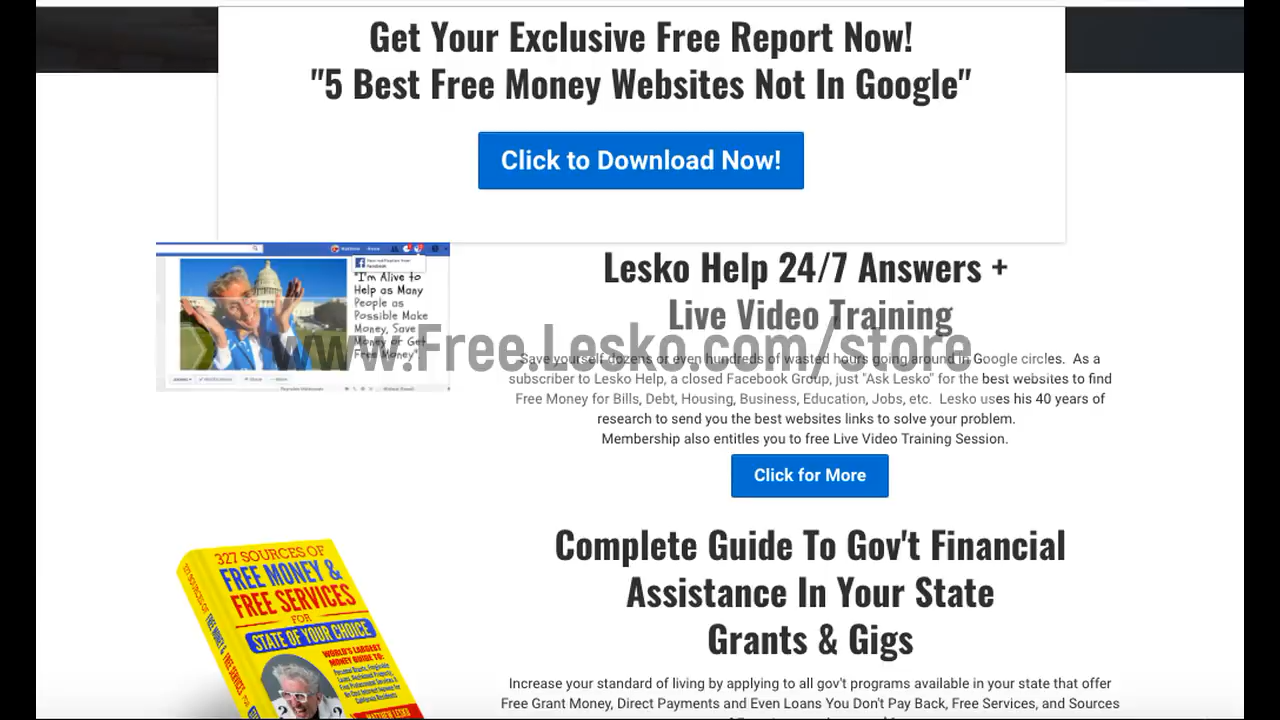 Get Your Exclusive Free Report Now!
"5 Best Free Money Websites Not In Google"
Click to Download Now!
"I'm Alive to
Help as Many
People as
Possible Make
Money, Save
Money or Get
Free Money".
Lesko Help 24/7 Answers +
Live Video Training
www.Free.Lesko.com/store
Save yourself dozens or even hundreds of wasted hours going around in Google circles. As a
subscriber to Lesko Help, a closed Facebook Group, just "Ask Lesko" for the best websites to find
Free Money for Bills, Debt, Housing, Business, Education, Jobs, etc. Lesko uses his 40 years of
research to send you the best websites links to solve your problem.
Membership also entitles you to free Live Video Training Session.
Click for More
327 SOURCES OF
FREE MONEY &
FREE SERVICES
FOR
STATE OF YOUR CHOICE
WORLD'S LARGEST
MONEY GUIDE TO:
MATTHEW LESKO
Complete Guide To Gov't Financial
Assistance In Your State
Grants & Gigs
Increase your standard of living by applying to all gov't programs available in your state that offer
Free Grant Money, Direct Payments and Even Loans You Don't Pay Back, Free Services, and Sources